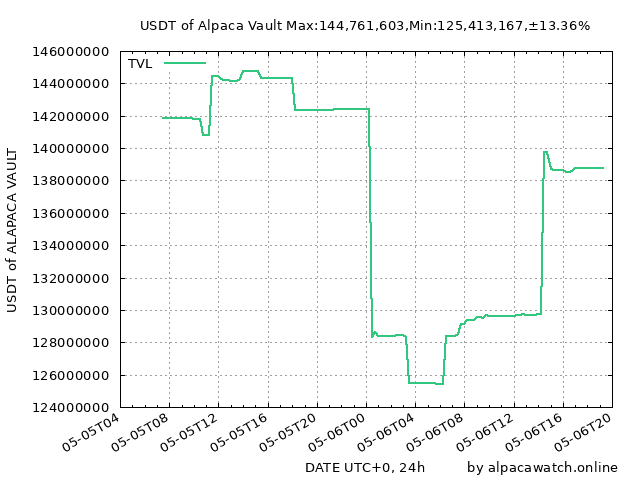 USDT of Alpaca Vault Max:144,761,603,Min:125,413,167,±13.36%
TVL
USDT of ALAPACA VAULT
146000000
144000000
142000000
140000000
138000000
136000000
134000000
132000000
130000000
128000000
126000000
124000000
05-05T04
05-05T08
05-05T12
05-05T16
05-05T20
05-06T00
05-06T04
05-06T08
05-06T12
05-06T16
05-06T20
DATE UTC+0, 24h
by alpacawatch.online